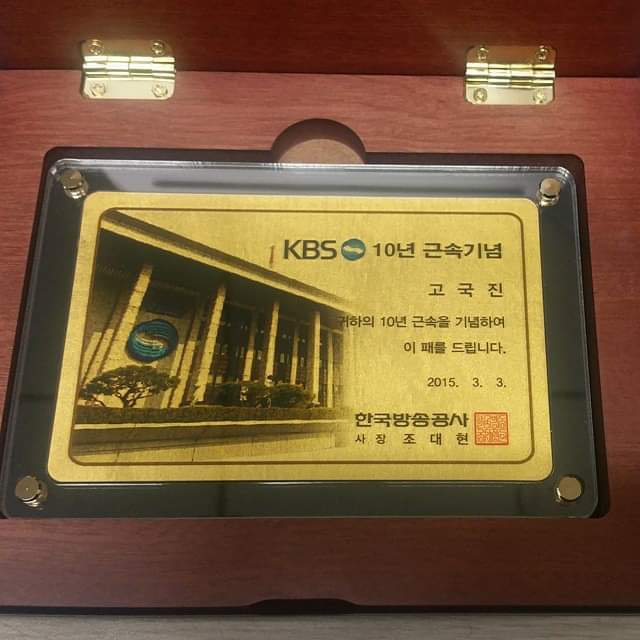 KBS 10년 근속기념
고국진
귀하의 10년 근속을 기념하여
이 패를 드립니다.
2015. 3. 3.
한국방송공사
사장 조대현